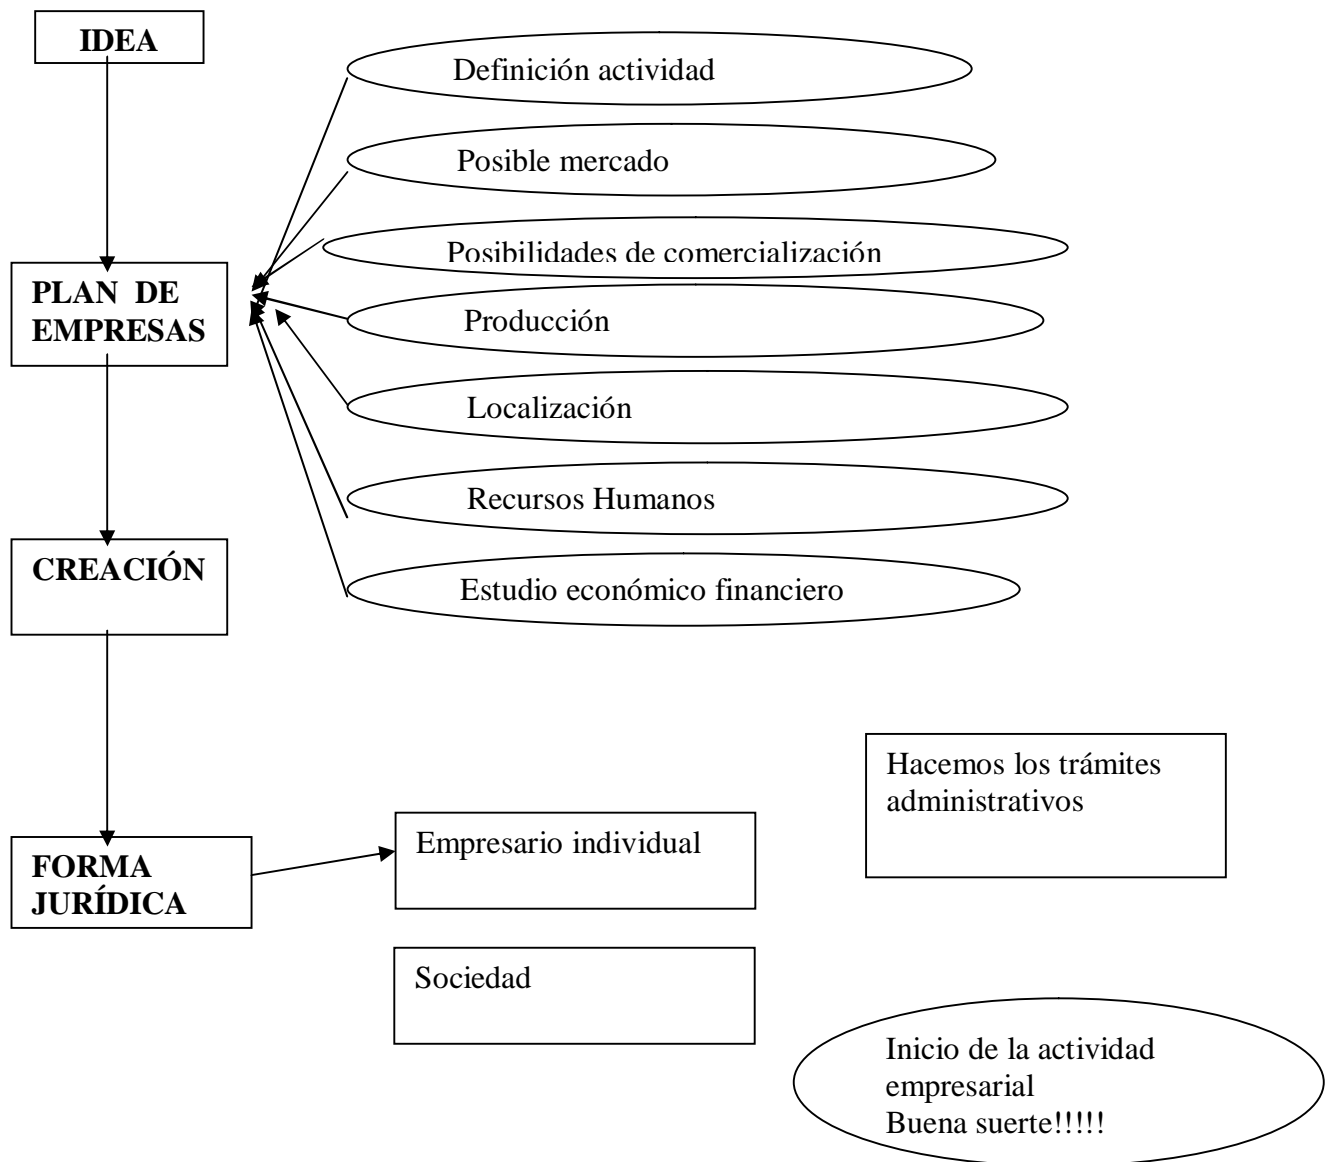 IDEA
Definición actividad
Posible mercado
Posibilidades de comercialización
PLAN DE
EMPRESAS
Producción
Localización
Recursos Humanos
CREACIÓN
Estudio económico financiero
Hacemos los trámites
administrativos
Empresario individual
FORMA
JURÍDICA
Sociedad
Inicio de la actividad
empresarial
Buena suerte!!!!!